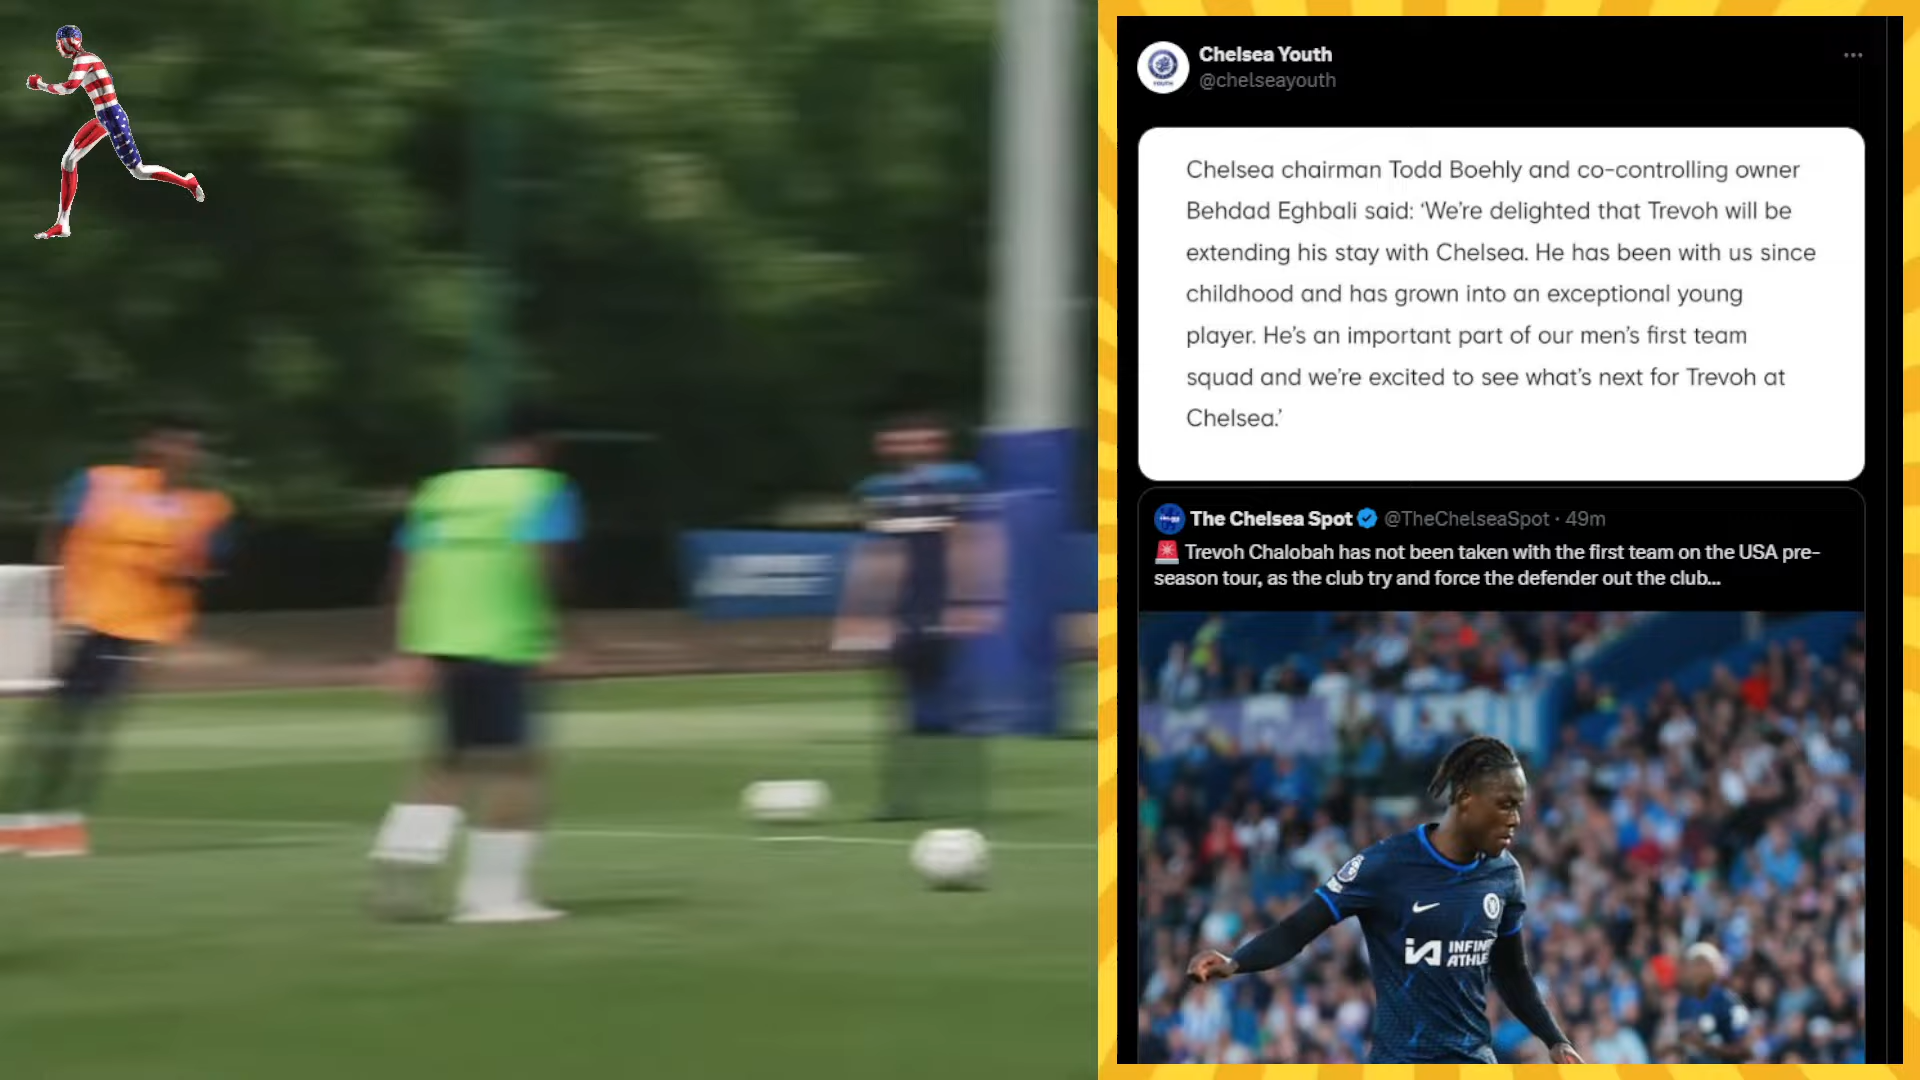 Chelsea Youth
@chelseayouth
Chelsea chairman Todd Boehly and co-controlling owner
Behdad Eghbali said: ‘We’re delighted that Trevoh will be
extending his stay with Chelsea. He has been with us since
childhood and has grown into an exceptional young
player. He’s an important part of our men’s first team
squad and we’re excited to see what’s next for Trevoh at
Chelsea.’
The Chelsea Spot @TheChelseaSpot · 49m
🚨 Trevoh Chalobah has not been taken with the first team on the USA pre-
season tour, as the club try and force the defender out the club...